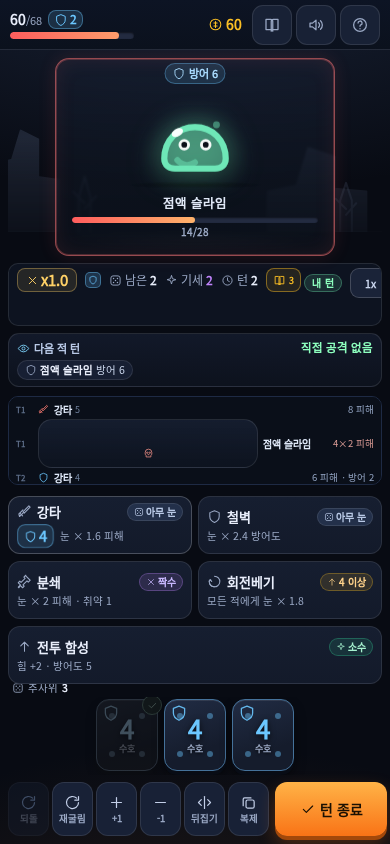 60/68 2 60
방어 6
점액 슬라임
14/28
x1.0 남은 2 기세 2 턴 2 3 내 턴 1x
다음 적 턴 직접 공격 없음
점액 슬라임 방어 6
T1 강타 5 8 피해
T1 점액 슬라임 4×2 피해
T2 강타 4 6 피해 · 방어 2
강타 아무 눈
4 눈 × 1.6 피해
철벽 아무 눈
눈 × 2.4 방어도
분쇄 짝수
눈 × 2 피해 · 취약 1
회전베기 4 이상
모든 적에게 눈 × 1.8
전투 함성 소수
힘 +2 · 방어도 5
주사위 3
4 4 4
수호 수호 수호
되돌 재굴림 +1 -1 뒤집기 복제 턴 종료